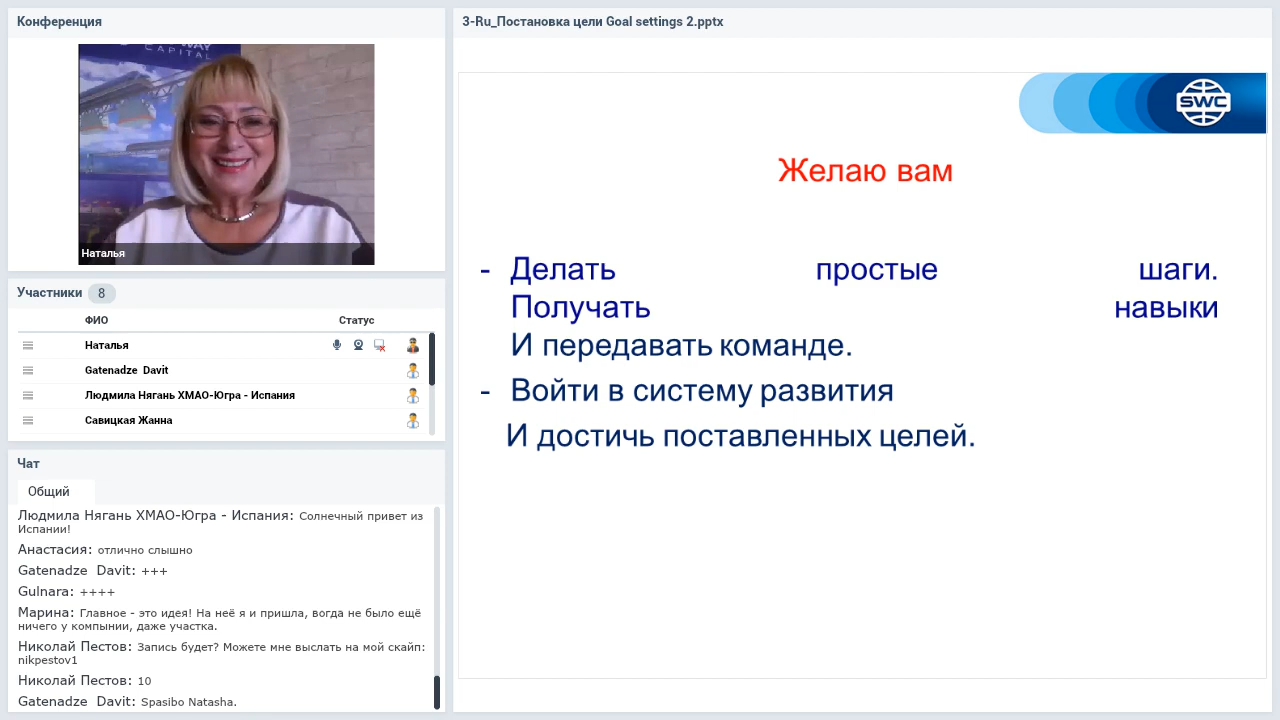 Конференция
CAPITAL
Наталья
Участники 8
ФИО Статус
Наталья
Gatenadze Davit
Людмила Нягань ХМАО-Югра - Испания
Савицкая Жанна
Чат
Общий
Людмила Нягань ХМАО-Югра - Испания: Солнечный привет из
Испании!
Анастасия: отлично слышно
Gatenadze Davit: +++
Gulnara: ++++
Марина: Главное - это идея! На неё я и пришла, вогда не было ещё
ничего у компынии, даже участка.
Николай Пестов: Запись будет? Можете мне выслать на мой скайп:
nikpestov1
Николай Пестов: 10
Gatenadze Davit: Spasibo Natasha.
3-Ru_Постановка цели Goal settings 2.pptx
SWC
Желаю вам
- Делать простые шаги.
Получать навыки
И передавать команде.
- Войти в систему развития
И достичь поставленных целей.